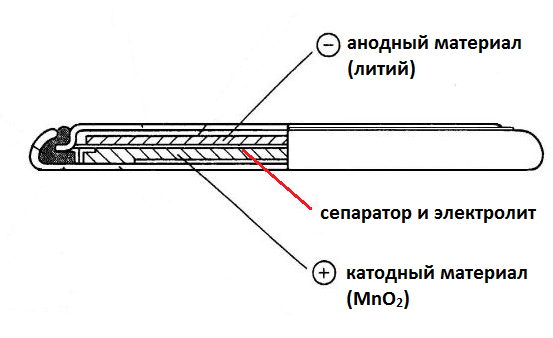 − анодный материал
(литий)
сепаратор и электролит
+ катодный материал
(MnO₂)